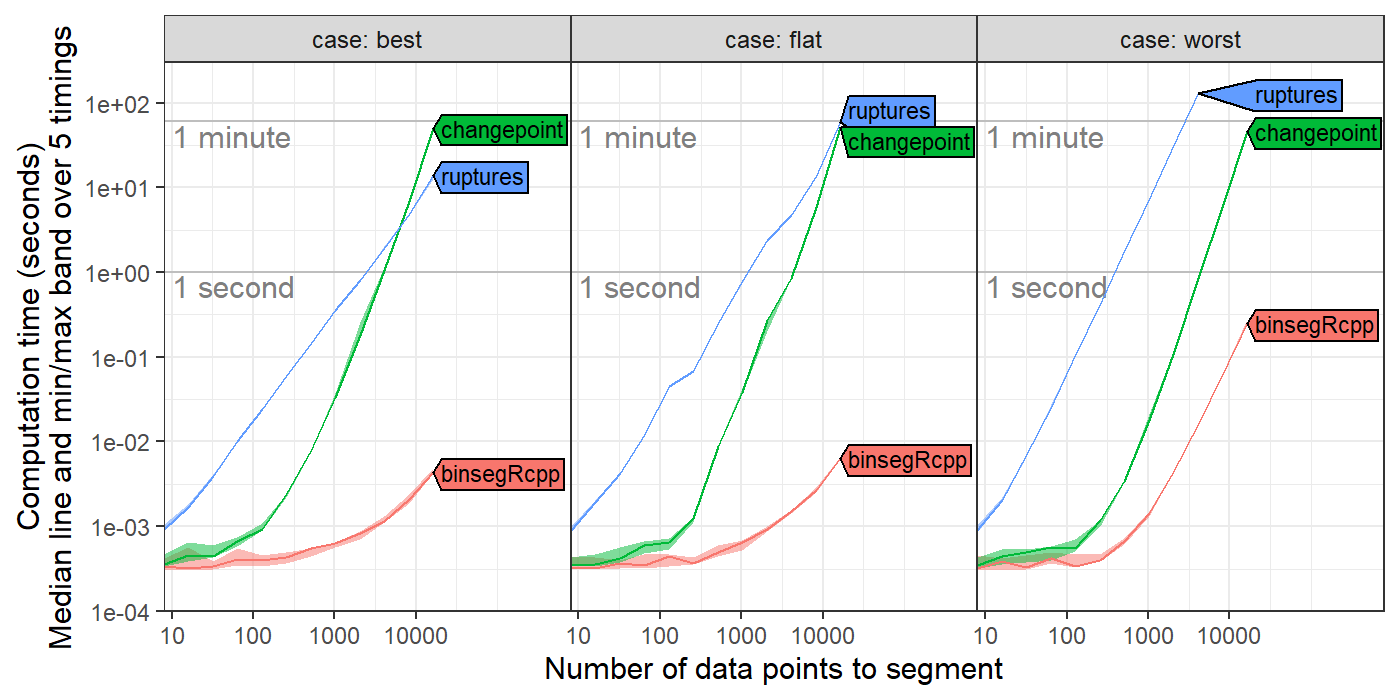 Computation time (seconds)
Median line and min/max band over 5 timings
case: best
case: flat
case: worst
1e+02
1e+01
1e+00
1e-01
1e-02
1e-03
1e-04
1 minute
1 second
changepoint
ruptures
binsegRcpp
1 minute
1 second
ruptures
changepoint
binsegRcpp
1 minute
1 second
ruptures
changepoint
binsegRcpp
10 100 1000 10000
10 100 1000 10000
10 100 1000 10000
Number of data points to segment